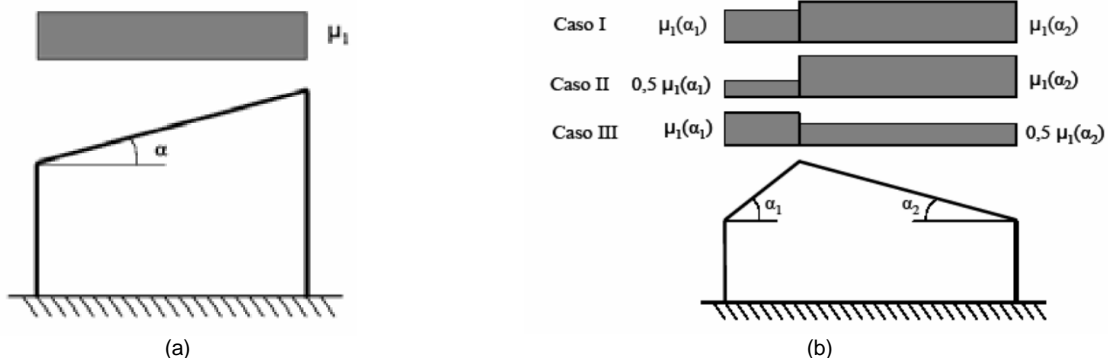 μ₁
α
(a)
Caso I μ₁(α₁) μ₁(α₂)
Caso II 0,5 μ₁(α₁) μ₁(α₂)
Caso III μ₁(α₁) 0,5 μ₁(α₂)
α₁ α₂
(b)